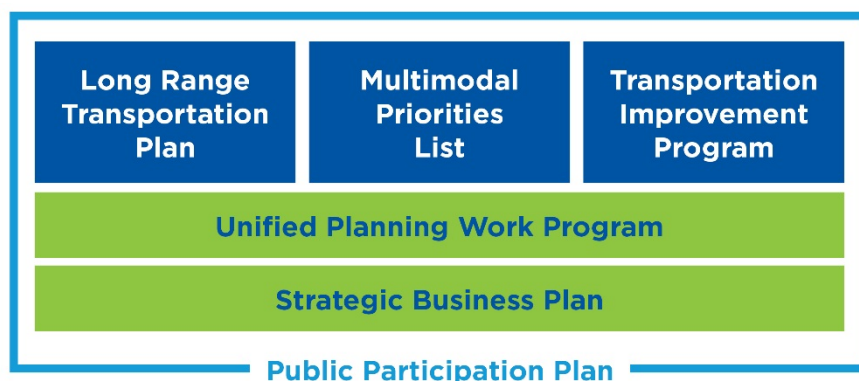 Long Range
Transportation
Plan
Multimodal
Priorities
List
Transportation
Improvement
Program
Unified Planning Work Program
Strategic Business Plan
Public Participation Plan